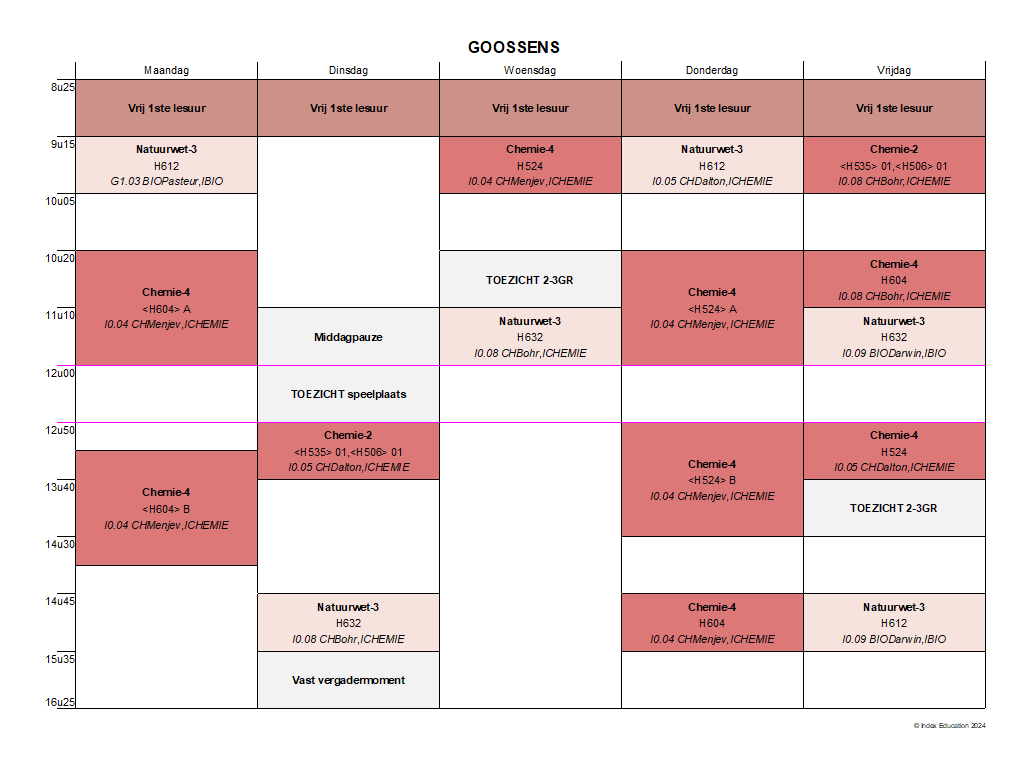 GOOSSENS
Maandag Dinsdag Woensdag Donderdag Vrijdag
8u25
Vrij 1ste lesuur Vrij 1ste lesuur Vrij 1ste lesuur Vrij 1ste lesuur Vrij 1ste lesuur
9u15
Natuurwet-3 Chemie-4 Natuurwet-3 Chemie-2
H612 H524 H612 <H535> 01,<H506> 01
G1.03 BIOPasteur,IBIO I0.04 CHMenjev,ICHEMIE I0.05 CHDalton,ICHEMIE I0.08 CHBohr,ICHEMIE
10u05
10u20
Chemie-4
H604
I0.08 CHBohr,ICHEMIE
TOEZICHT 2-3GR
Chemie-4 Chemie-4
<H604> A <H524> A
I0.04 CHMenjev,ICHEMIE I0.04 CHMenjev,ICHEMIE
11u10
Middagpauze
Natuurwet-3 Natuurwet-3
H632 H632
I0.08 CHBohr,ICHEMIE I0.09 BIODarwin,IBIO
12u00
TOEZICHT speelplaats
12u50
Chemie-2 Chemie-4
<H535> 01,<H506> 01 H524
I0.05 CHDalton,ICHEMIE I0.05 CHDalton,ICHEMIE
Chemie-4
<H524> B
I0.04 CHMenjev,ICHEMIE
13u40
Chemie-4
<H604> B
I0.04 CHMenjev,ICHEMIE
TOEZICHT 2-3GR
14u30
14u45
Natuurwet-3 Chemie-4 Natuurwet-3
H632 H604 H612
I0.08 CHBohr,ICHEMIE I0.04 CHMenjev,ICHEMIE I0.09 BIODarwin,IBIO
15u35
Vast vergadermoment
16u25
© Index Education 2024